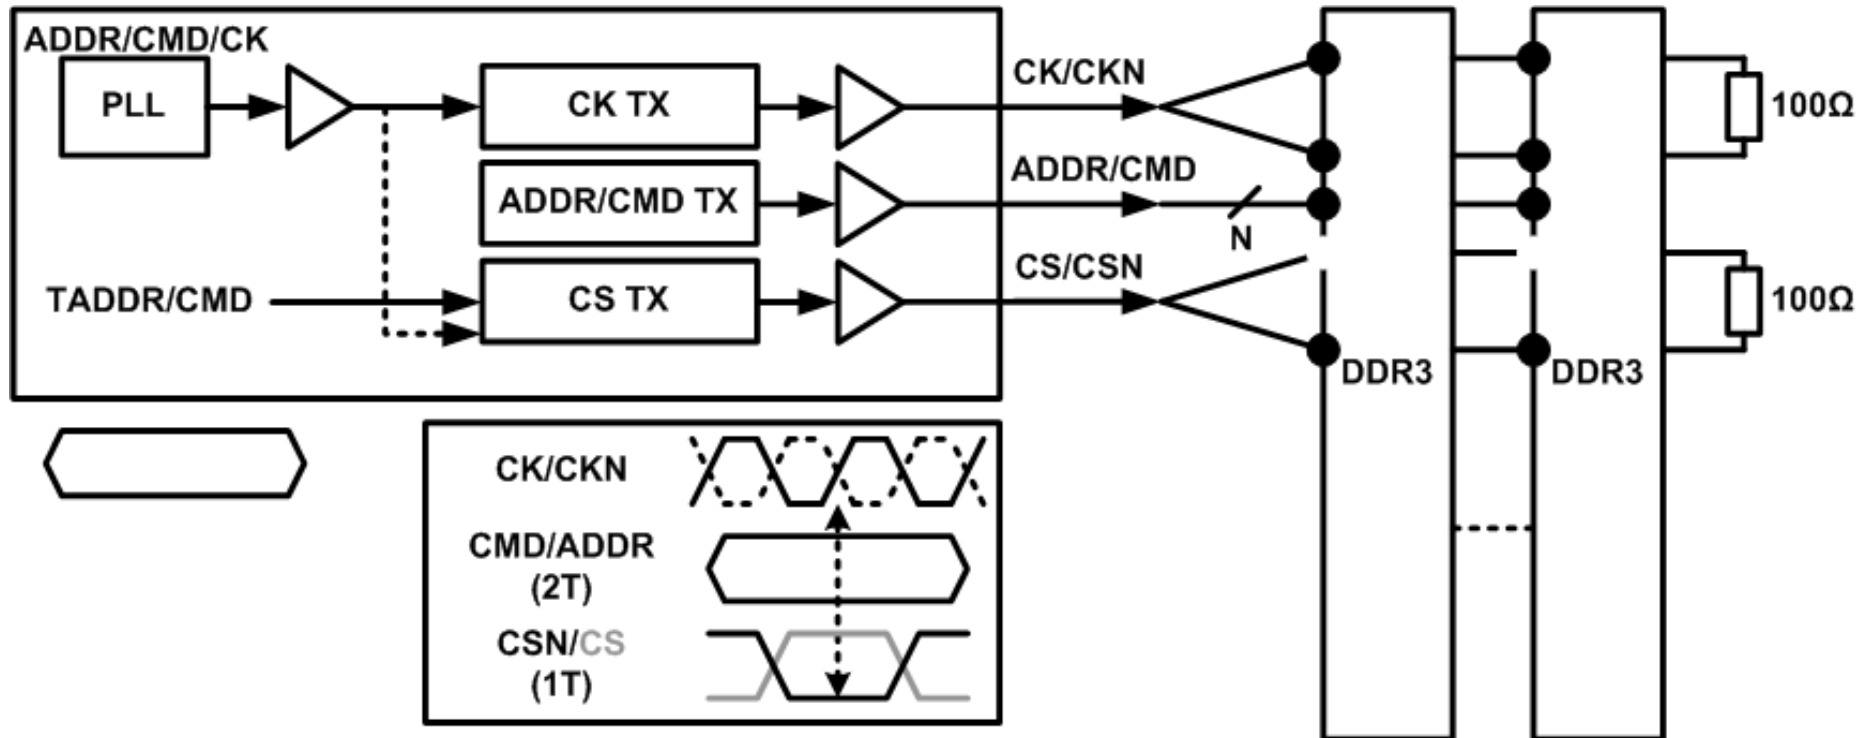 ADDR/CMD/CK
PLL
CK TX
CK/CKN
100Ω
ADDR/CMD TX
ADDR/CMD
N
TADDR/CMD
CS TX
CS/CSN
100Ω
DDR3
DDR3
CK/CKN
CMD/ADDR
(2T)
CSN/CS
(1T)